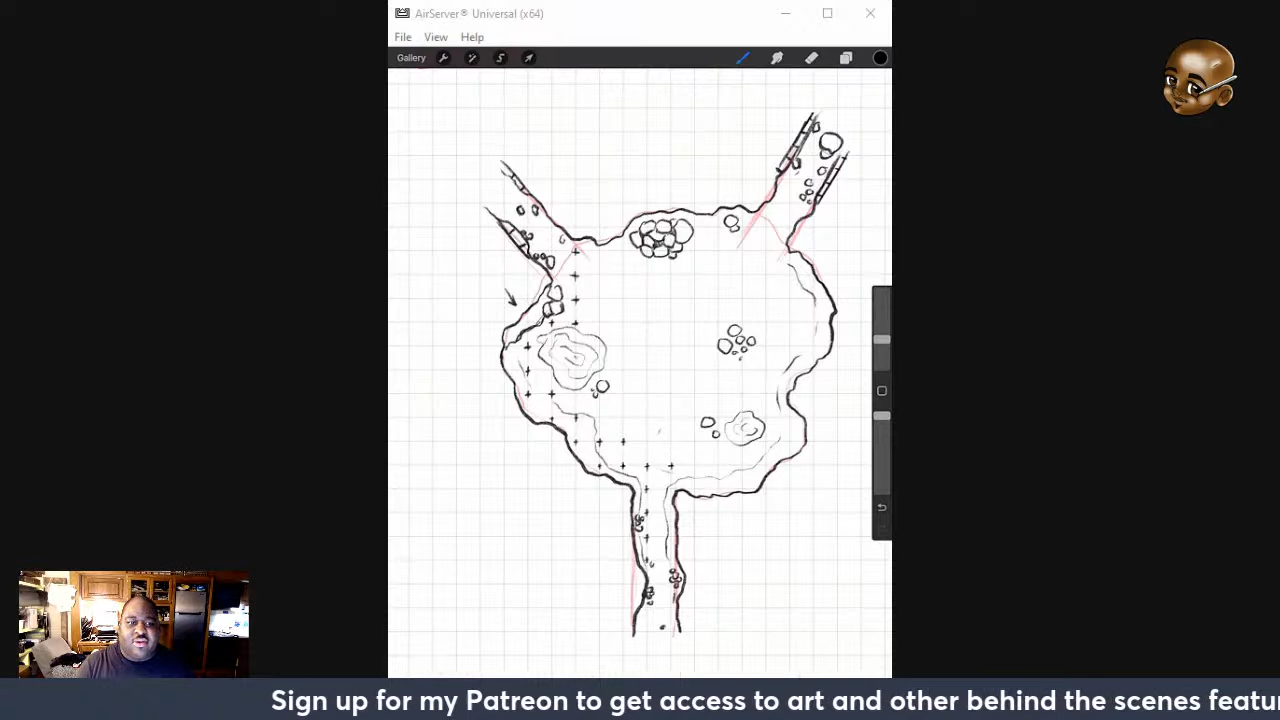 AirServer® Universal (x64)
File View Help
Gallery
Sign up for my Patreon to get access to art and other behind the scenes featu